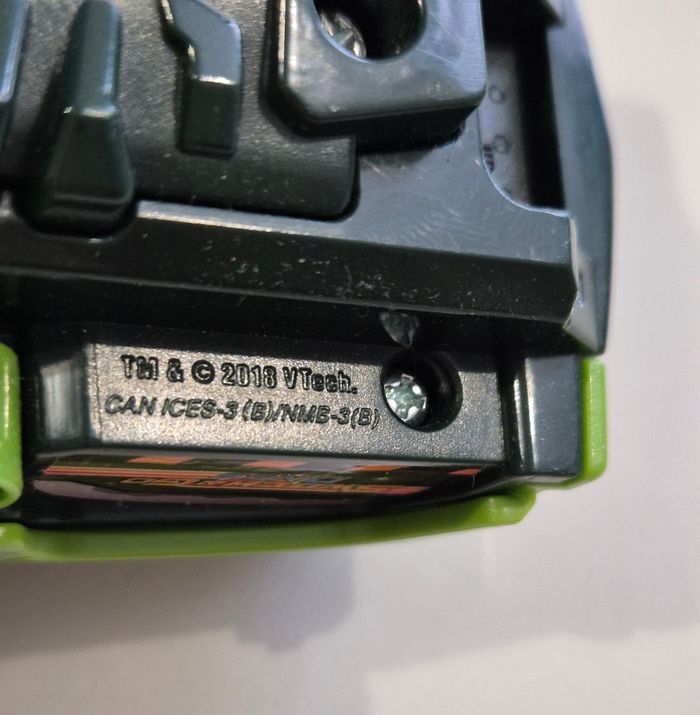 TM & © 2018 VTech.
CAN ICES-3 (B)/NMB-3(B)